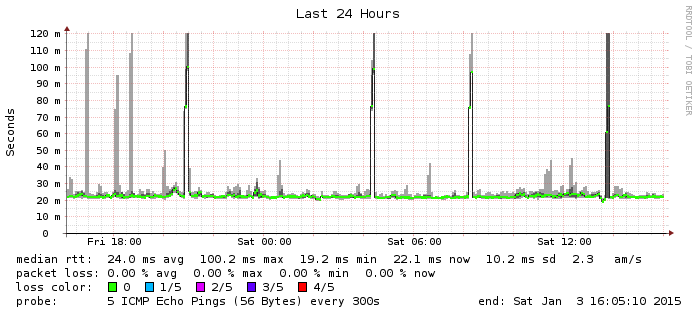 Last 24 Hours
RRDTOOL / TOBI OETIKER
Seconds
120 m
110 m
100 m
90 m
80 m
70 m
60 m
50 m
40 m
30 m
20 m
10 m
0
Fri 18:00 Sat 00:00 Sat 06:00 Sat 12:00
median rtt: 24.0 ms avg 100.2 ms max 19.2 ms min 22.1 ms now 10.2 ms sd 2.3 am/s
packet loss: 0.00 % avg 0.00 % max 0.00 % min 0.00 % now
loss color: 0 1/5 2/5 3/5 4/5
probe: 5 ICMP Echo Pings (56 Bytes) every 300s end: Sat Jan 3 16:05:10 2015